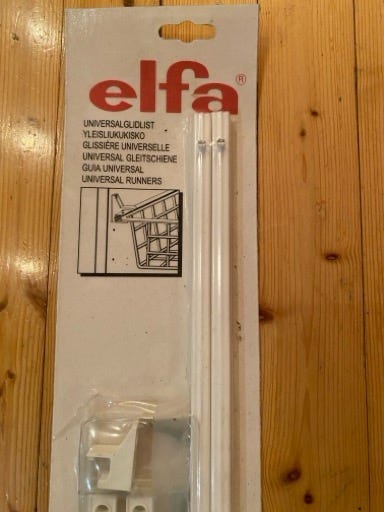 elfa®
UNIVERSALGLIDLIST
YLEISLIUKUKISKO
GLISSIÈRE UNIVERSELLE
UNIVERSAL GLEITSCHIENE
GUIA UNIVERSAL
UNIVERSAL RUNNERS